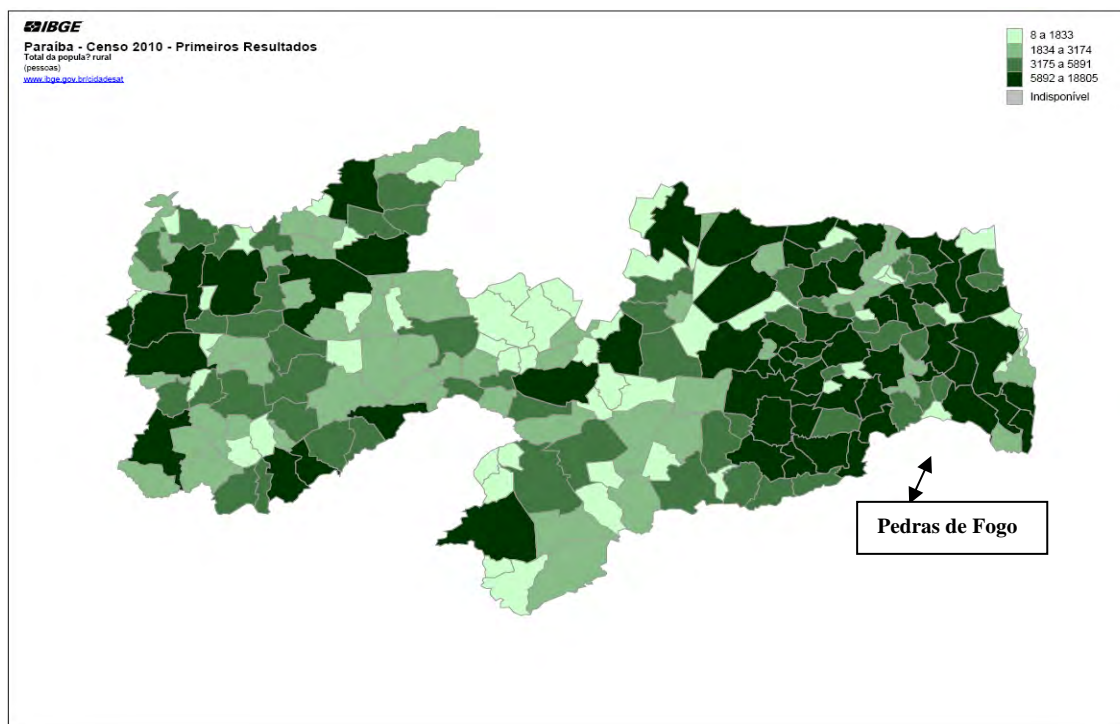 IBGE
Paraíba - Censo 2010 - Primeiros Resultados
Total da popula? rural
(pessoas)
www.ibge.gov.br/cidadesat
8 a 1833
1834 a 3174
3175 a 5891
5892 a 18805
Indisponível
Pedras de Fogo